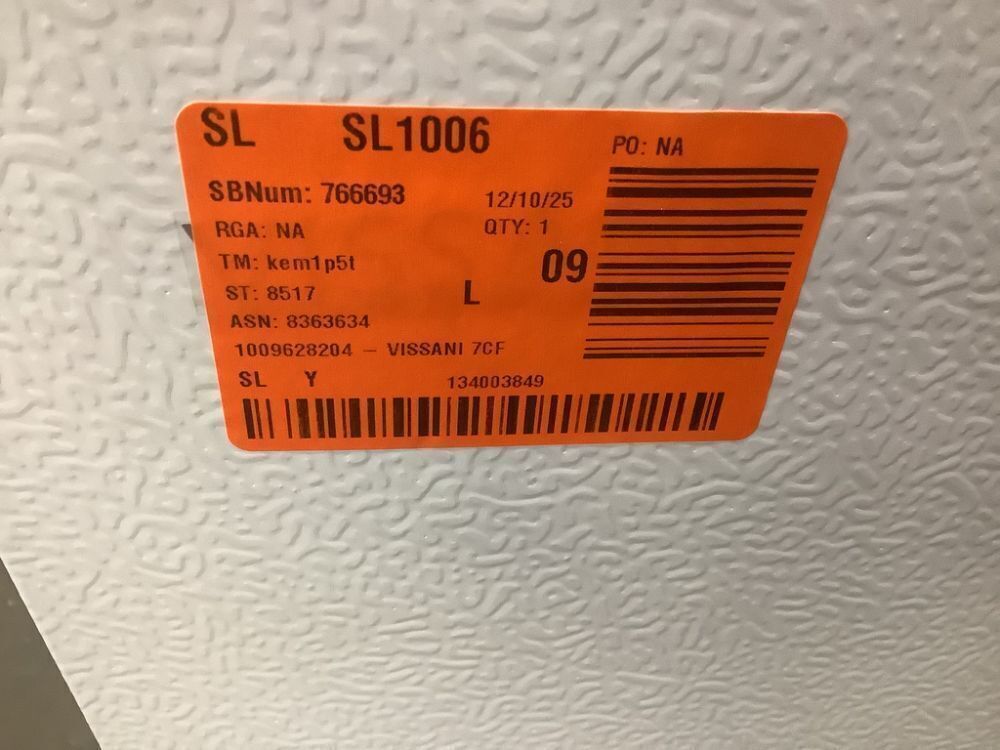 SL SL1006 PO: NA
SBNum: 766693 12/10/25
RGA: NA QTY: 1
TM: kem1p5t 09
ST: 8517 L
ASN: 8363634
1009628204 – VISSANI 7CF
SL Y 134003849